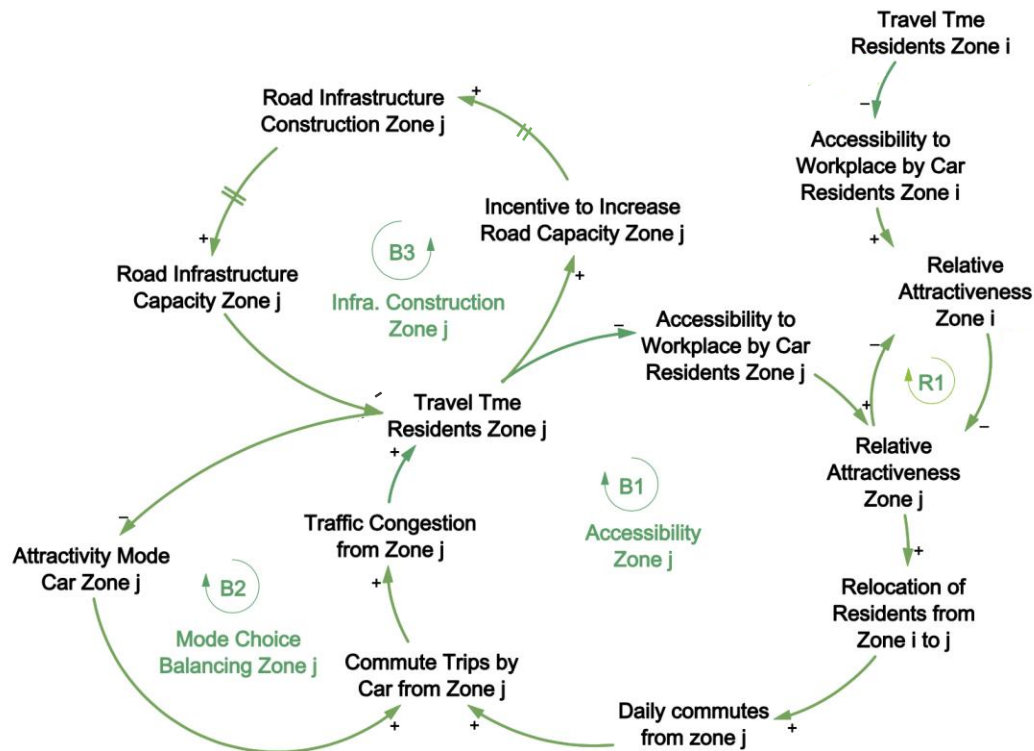 Travel Tme
Residents Zone i
–
Road Infrastructure
Construction Zone j
+
Accessibility to
Workplace by Car
Residents Zone i
+
Incentive to Increase
Road Capacity Zone j
+
B3
Infra. Construction
Zone j
+
Road Infrastructure
Capacity Zone j
Relative
Attractiveness
Zone i
–
Accessibility to
Workplace by Car
Residents Zone j
–
R1
+
–
–
Travel Tme
Residents Zone j
+
Relative
Attractiveness
Zone j
B1
Accessibility
Zone j
–
Traffic Congestion
from Zone j
+
Attractivity Mode
Car Zone j
B2
Mode Choice
Balancing Zone j
+
Relocation of
Residents from
Zone i to j
Commute Trips by
Car from Zone j
+
+
Daily commutes
from zone j
+